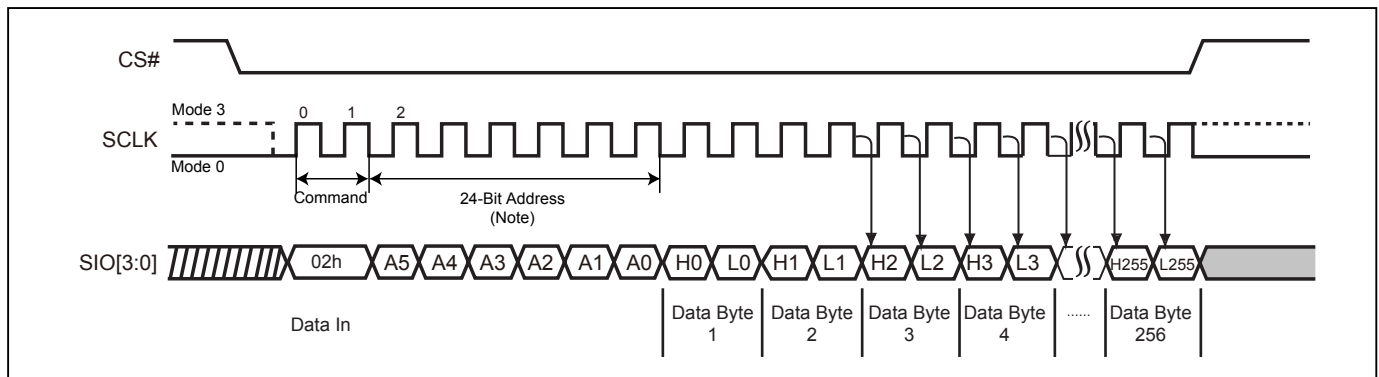 CS#
Mode 3
0 1 2
SCLK
Mode 0
Command
24-Bit Address
(Note)
SIO[3:0]
02h A5 A4 A3 A2 A1 A0 H0 L0 H1 L1 H2 L2 H3 L3 H255 L255
Data In
Data Byte
1
Data Byte
2
Data Byte
3
Data Byte
4
......
Data Byte
256